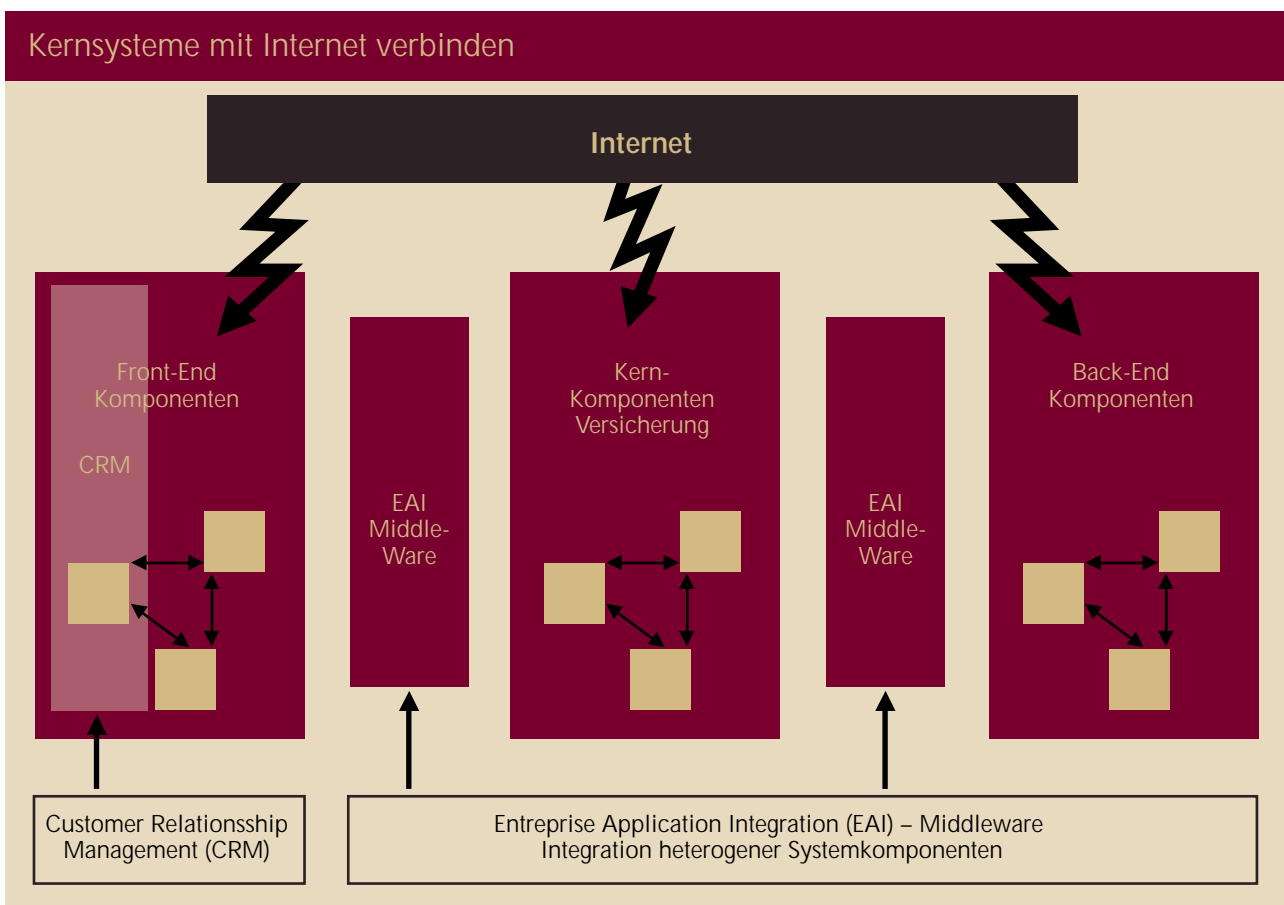 Kernsysteme mit Internet verbinden
Internet
Front-End
Komponenten
CRM
EAI
Middle-
Ware
Kern-
Komponenten
Versicherung
EAI
Middle-
Ware
Back-End
Komponenten
Customer Relationsship
Management (CRM)
Entreprise Application Integration (EAI) – Middleware
Integration heterogener Systemkomponenten